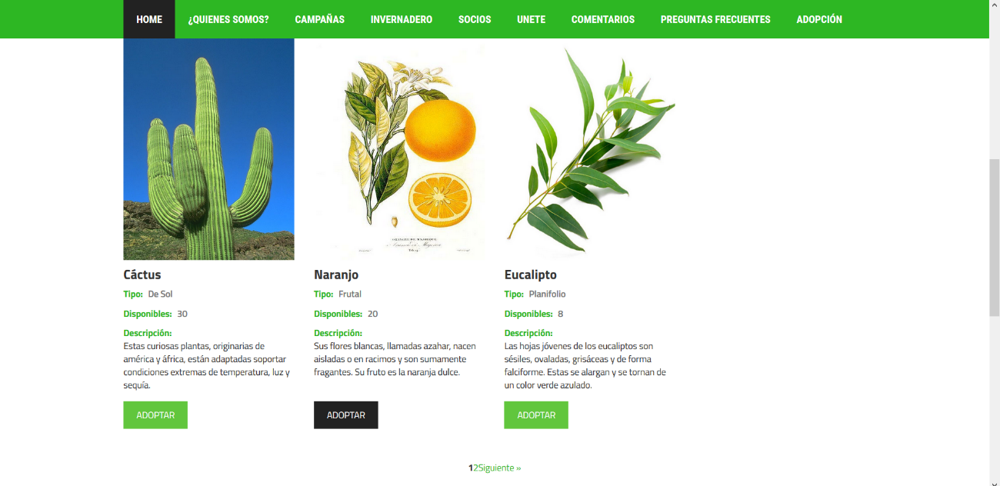 HOME ¿QUIENES SOMOS? CAMPAÑAS INVERNADERO SOCIOS UNETE COMENTARIOS PREGUNTAS FRECUENTES ADOPCIÓN
Cáctus
Tipo: De Sol
Disponibles: 30
Descripción:
Estas curiosas plantas, originarias de
américa y áfrica, están adaptadas soportar
condiciones extremas de temperatura, luz y
sequía.
ADOPTAR
Naranjo
Tipo: Frutal
Disponibles: 20
Descripción:
Sus flores blancas, llamadas azahar, nacen
aisladas o en racimos y son sumamente
fragantes. Su fruto es la naranja dulce.
ADOPTAR
Eucalipto
Tipo: Planifolio
Disponibles: 8
Descripción:
Las hojas jóvenes de los eucaliptos son
sésiles, ovaladas, grisáceas y de forma
falciforme. Estas se alargan y se tornan de
un color verde azulado.
ADOPTAR
12Siguiente »